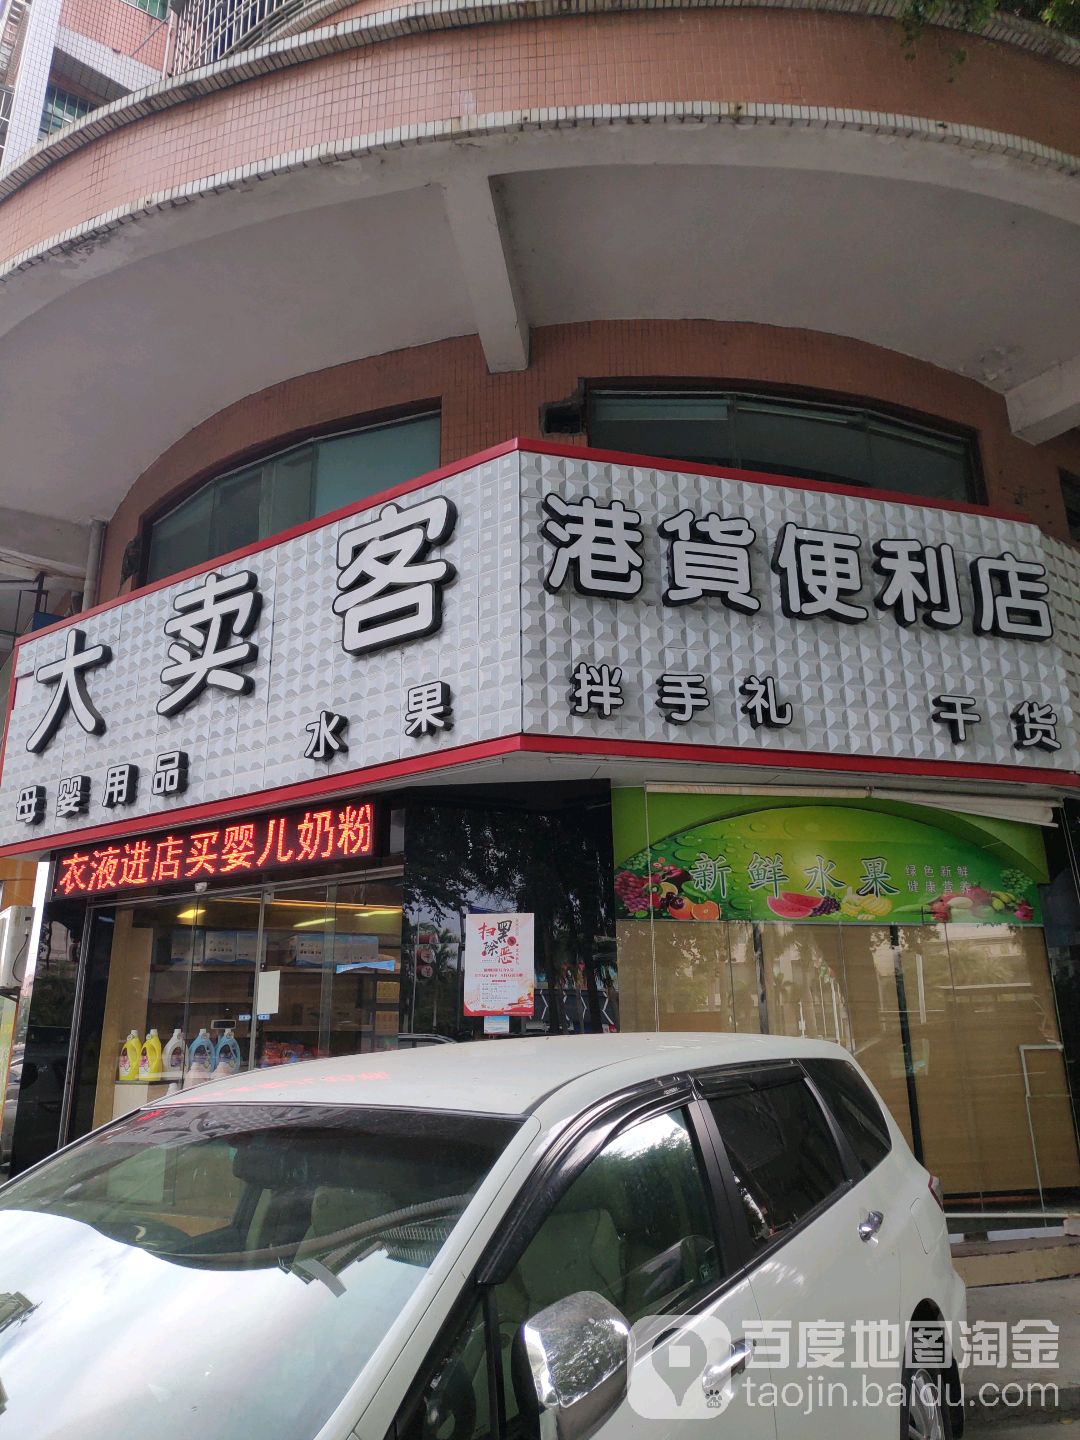 大卖客
港貨便利店
母婴用品 水果
拌手礼 干货
衣液进店买婴儿奶粉
新鲜水果
绿色新鲜
健康营养
扫黑
除恶
百度地图淘金
taojin.baidu.com